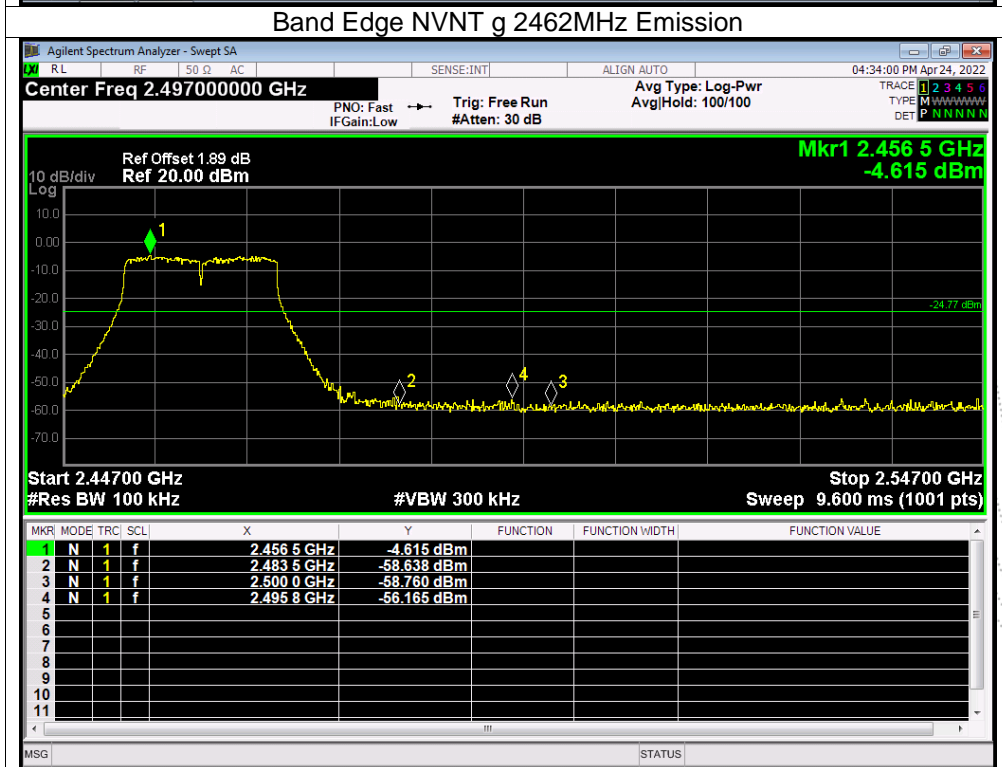 Band Edge NVNT g 2462MHz Emission
Agilent Spectrum Analyzer - Swept SA
LXI RL RF 50 Ω AC SENSE:INT ALIGN AUTO 04:34:00 PM Apr 24, 2022
Center Freq 2.497000000 GHz
PNO: Fast
IFGain:Low
Trig: Free Run
#Atten: 30 dB
Avg Type: Log-Pwr
Avg|Hold: 100/100
TRACE 1 2 3 4 5 6
TYPE M WWWWW
DET P N N N N N
Mkr1 2.456 5 GHz
-4.615 dBm
Ref Offset 1.89 dB
10 dB/div Ref 20.00 dBm
Log
10.0
0.00
-10.0
-20.0
-30.0
-40.0
-50.0
-60.0
-70.0
1
2
4
3
-24.77 dBm
Start 2.44700 GHz Stop 2.54700 GHz
#Res BW 100 kHz #VBW 300 kHz Sweep 9.600 ms (1001 pts)
MKR MODE TRC SCL X Y FUNCTION FUNCTION WIDTH FUNCTION VALUE
1 N 1 f 2.456 5 GHz -4.615 dBm
2 N 1 f 2.483 5 GHz -58.638 dBm
3 N 1 f 2.500 0 GHz -58.760 dBm
4 N 1 f 2.495 8 GHz -56.165 dBm
5
6
7
8
9
10
11
MSG STATUS